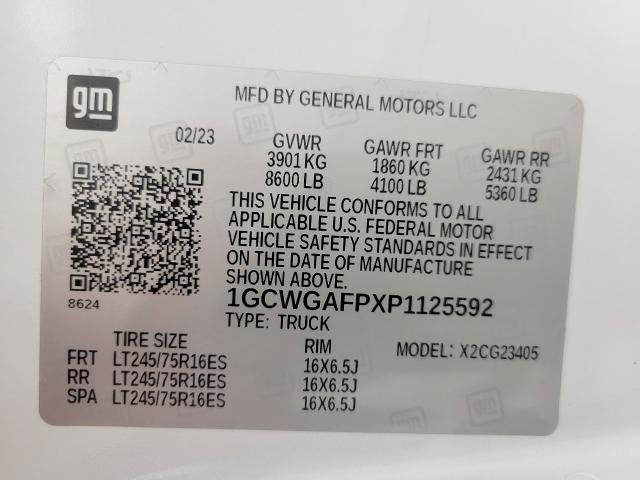 gm
MFD BY GENERAL MOTORS LLC
02/23
GVWR GAWR FRT GAWR RR
3901 KG 1860 KG 2431 KG
8600 LB 4100 LB 5360 LB
THIS VEHICLE CONFORMS TO ALL
APPLICABLE U.S. FEDERAL MOTOR
VEHICLE SAFETY STANDARDS IN EFFECT
ON THE DATE OF MANUFACTURE
SHOWN ABOVE.
8624
1GCWGAFPXP1125592
TYPE: TRUCK
TIRE SIZE RIM MODEL: X2CG23405
FRT LT245/75R16ES 16X6.5J
RR LT245/75R16ES 16X6.5J
SPA LT245/75R16ES 16X6.5J